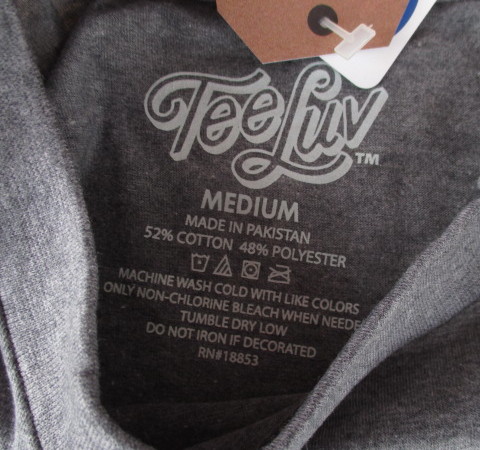 TeeLuv™
MEDIUM
MADE IN PAKISTAN
52% COTTON 48% POLYESTER
MACHINE WASH COLD WITH LIKE COLORS
ONLY NON-CHLORINE BLEACH WHEN NEEDE
TUMBLE DRY LOW
DO NOT IRON IF DECORATED
RN#18853